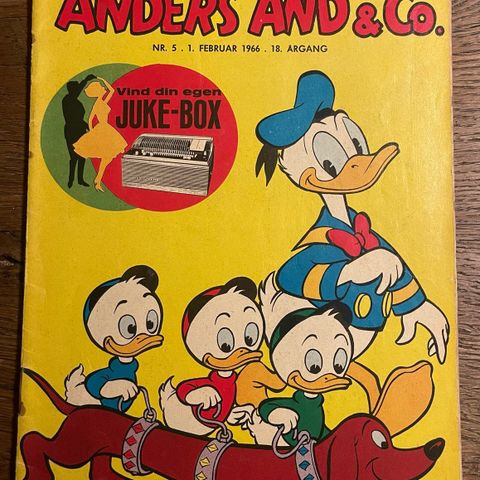 ANDERS AND & Co.
NR. 5 . 1. FEBRUAR 1966 . 18. ÅRGANG
Vind din egen
JUKE-BOX